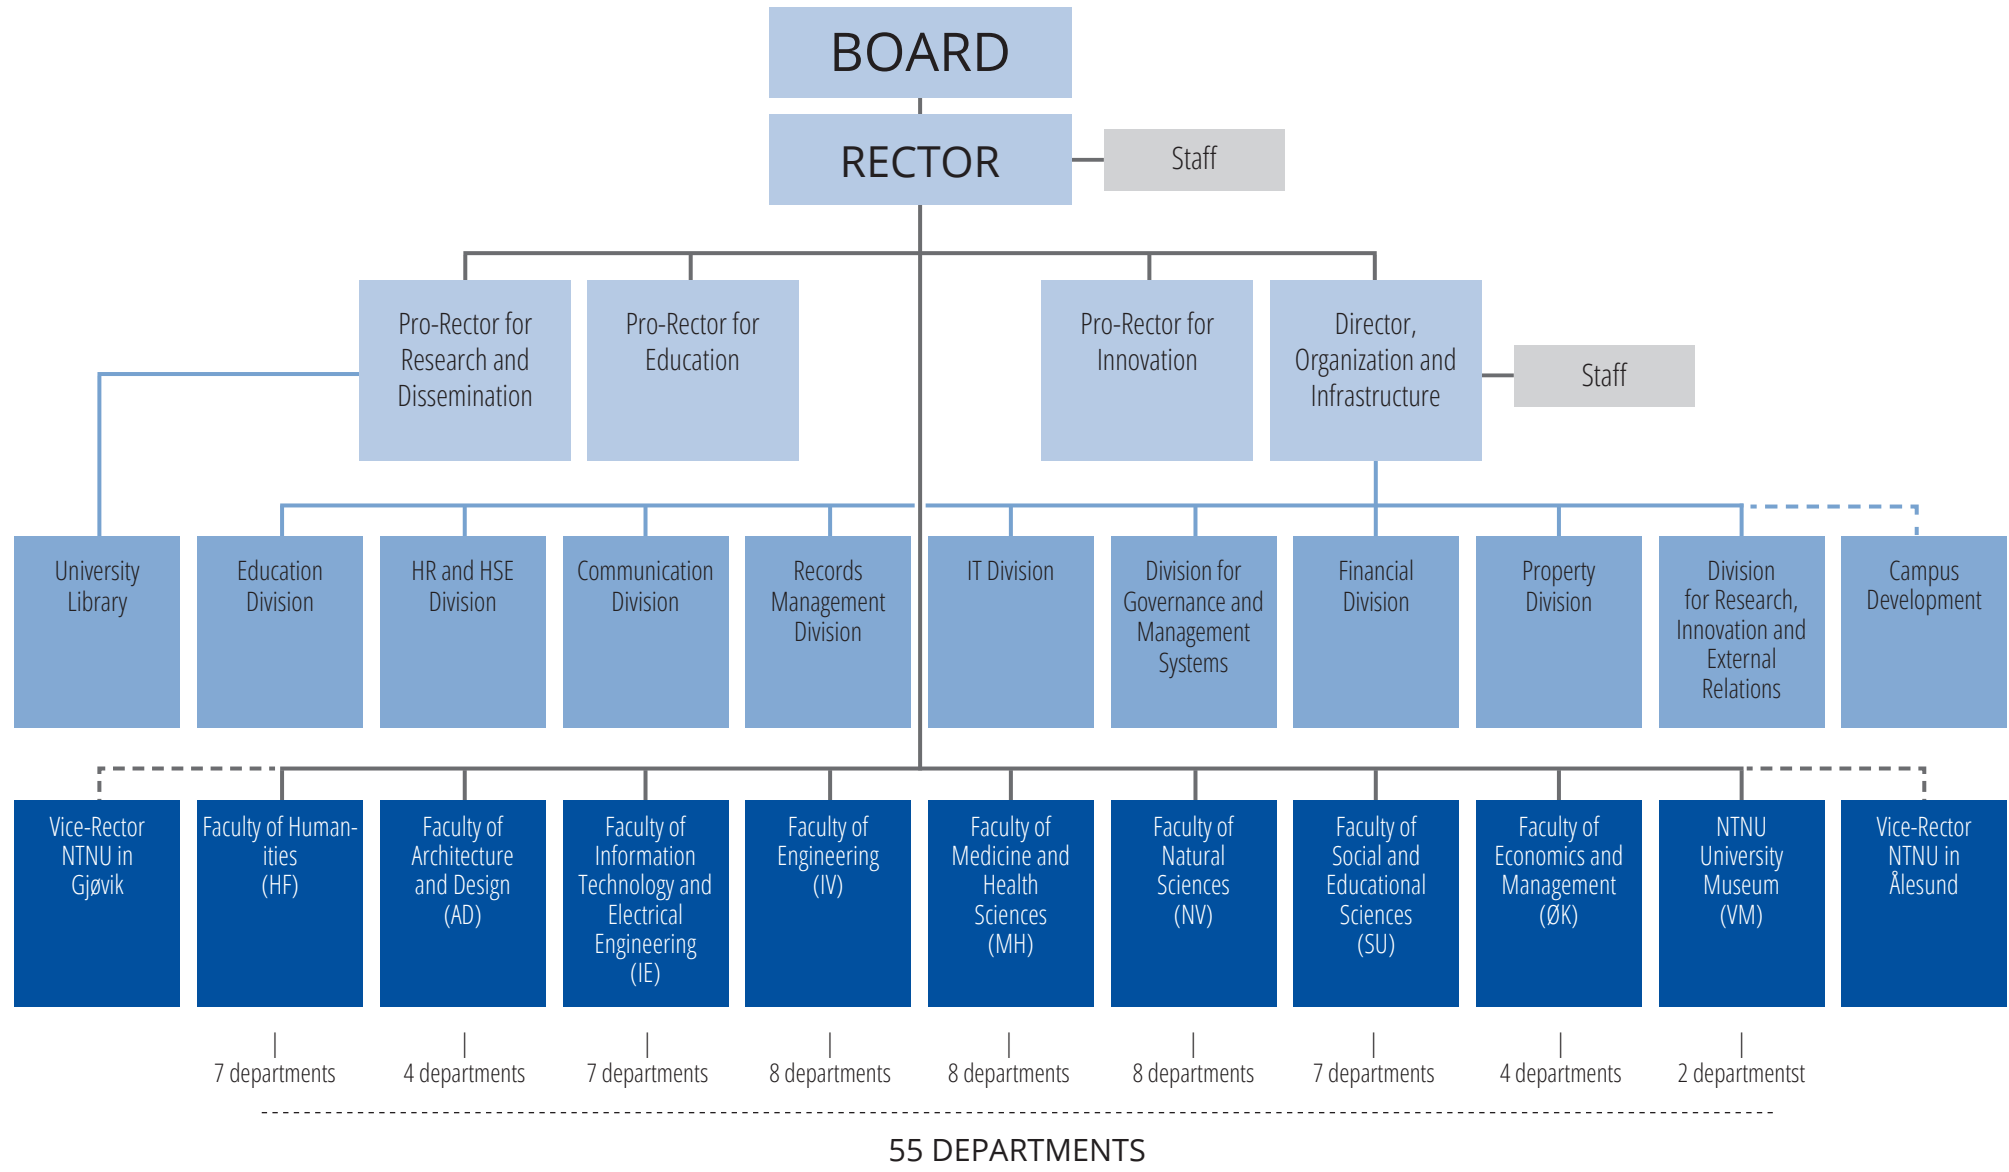 BOARD
RECTOR
Staff
Pro-Rector for
Research and
Dissemination
Pro-Rector for
Education
Pro-Rector for
Innovation
Director,
Organization and
Infrastructure
Staff
University
Library
Education
Division
HR and HSE
Division
Communication
Division
Records
Management
Division
IT Division
Division for
Governance and
Management
Systems
Financial
Division
Property
Division
Division
for Research,
Innovation and
External
Relations
Campus
Development
Vice-Rector
NTNU in
Gjøvik
Faculty of Human-
ities
(HF)
Faculty of
Architecture
and Design
(AD)
Faculty of
Information
Technology and
Electrical
Engineering
(IE)
Faculty of
Engineering
(IV)
Faculty of
Medicine and
Health
Sciences
(MH)
Faculty of
Natural
Sciences
(NV)
Faculty of
Social and
Educational
Sciences
(SU)
Faculty of
Economics and
Management
(ØK)
NTNU
University
Museum
(VM)
Vice-Rector
NTNU in
Ålesund
7 departments
4 departments
7 departments
8 departments
8 departments
8 departments
7 departments
4 departments
2 departmentst
55 DEPARTMENTS